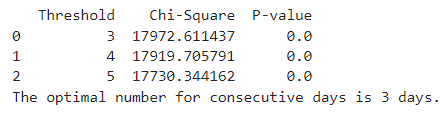 Threshold Chi-Square P-value
0 3 17972.611437 0.0
1 4 17919.705791 0.0
2 5 17730.344162 0.0
The optimal number for consecutive days is 3 days.